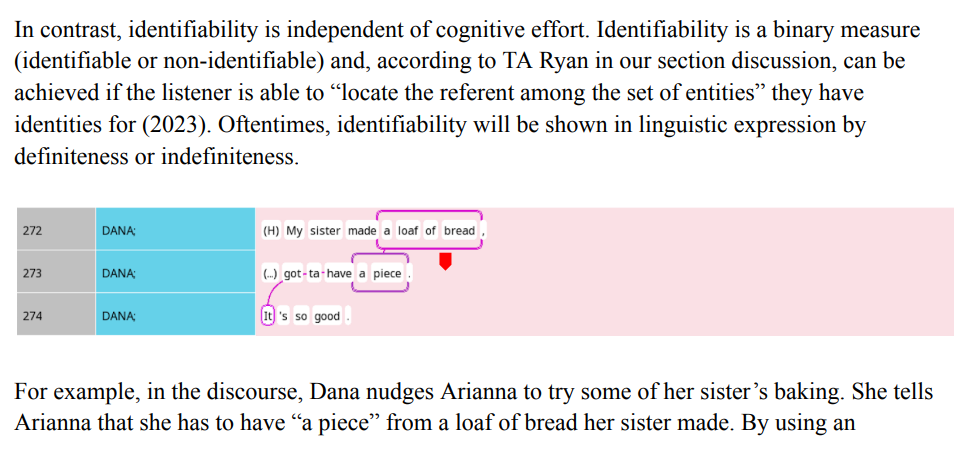 In contrast, identifiability is independent of cognitive effort. Identifiability is a binary measure
(identifiable or non-identifiable) and, according to TA Ryan in our section discussion, can be
achieved if the listener is able to “locate the referent among the set of entities” they have
identities for (2023). Oftentimes, identifiability will be shown in linguistic expression by
definiteness or indefiniteness.
272 DANA; (H) My sister made a loaf of bread ,
273 DANA; (..) got-ta-have a piece .
274 DANA; It 's so good .
For example, in the discourse, Dana nudges Arianna to try some of her sister’s baking. She tells
Arianna that she has to have “a piece” from a loaf of bread her sister made. By using an